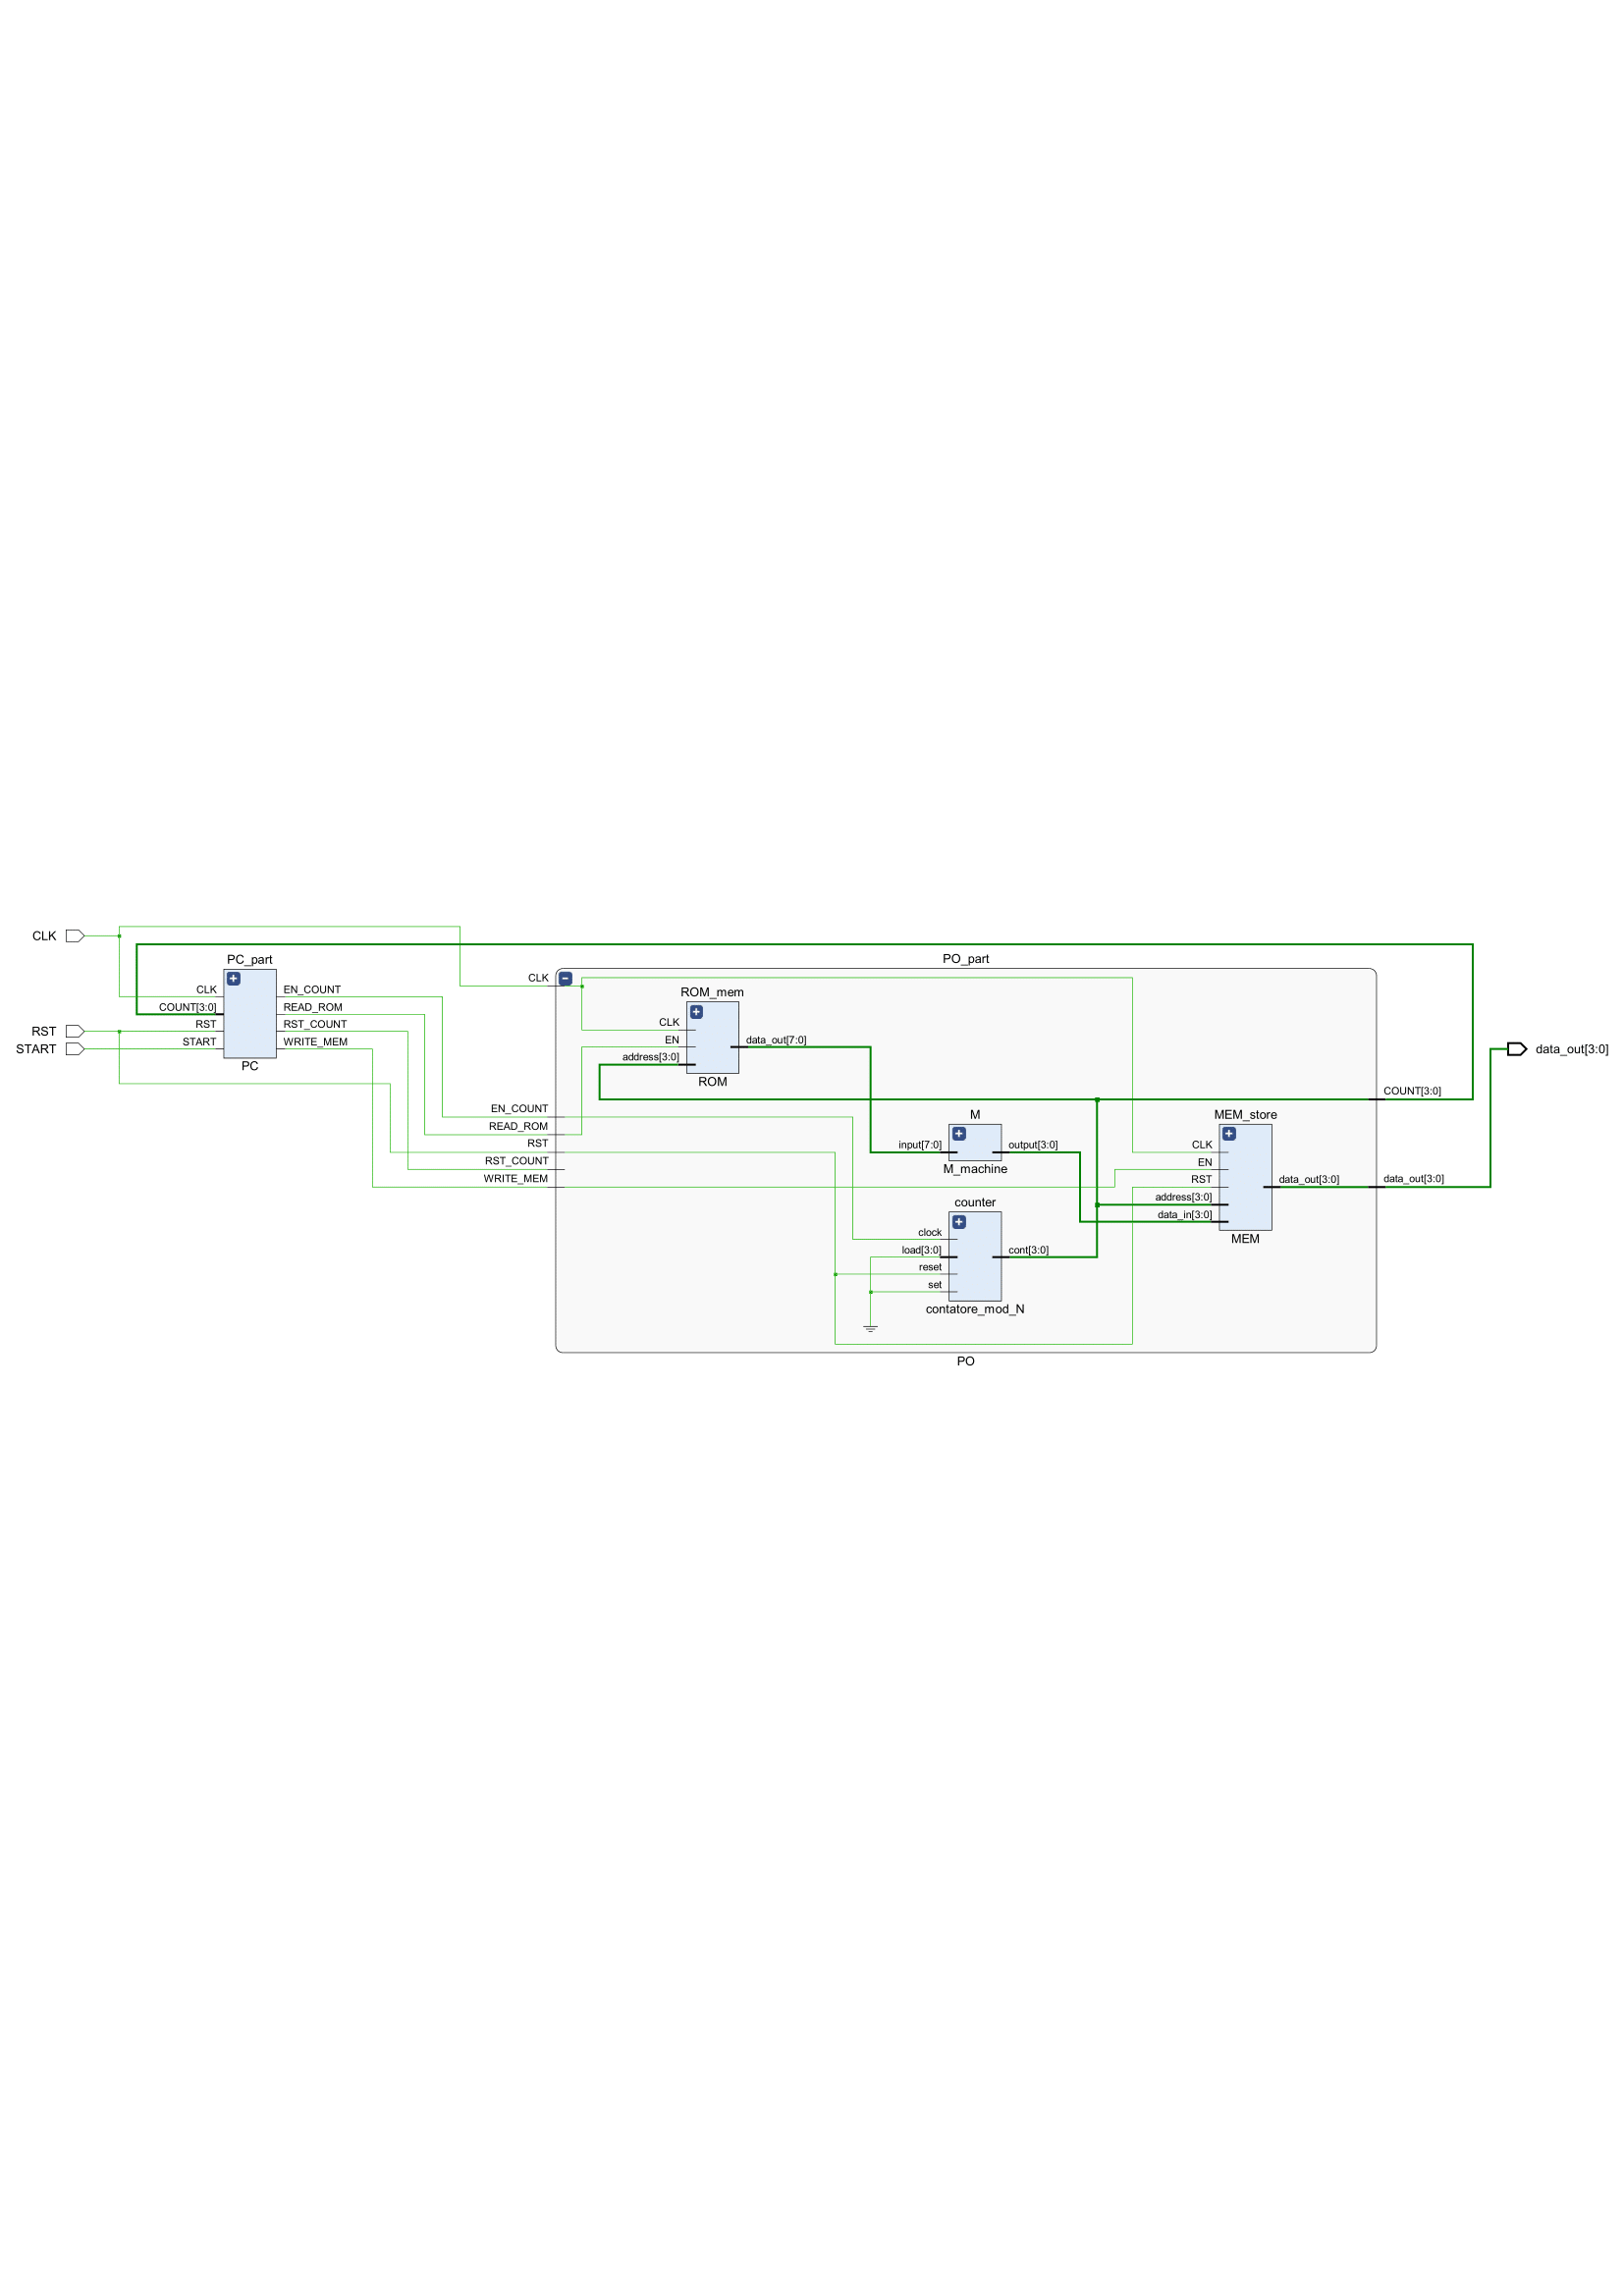 CLK
PC_part
CLK
COUNT[3:0]
RST
START
EN_COUNT
READ_ROM
RST_COUNT
WRITE_MEM
PC
RST
START
PO_part
CLK
ROM_mem
CLK
EN
address[3:0]
data_out[7:0]
ROM
EN_COUNT
READ_ROM
RST
RST_COUNT
WRITE_MEM
M
input[7:0]
output[3:0]
M_machine
counter
clock
load[3:0]
reset
set
cont[3:0]
contatore_mod_N
MEM_store
CLK
EN
RST
address[3:0]
data_in[3:0]
data_out[3:0]
MEM
COUNT[3:0]
data_out[3:0]
data_out[3:0]
PO